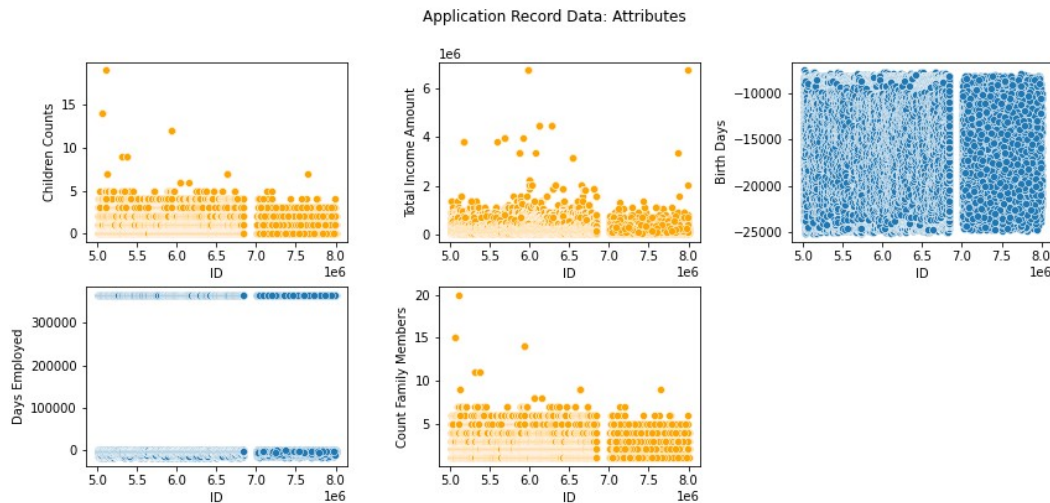 Application Record Data: Attributes
Children Counts
15
10
5
0
5.0 5.5 6.0 6.5 7.0 7.5 8.0
ID
1e6
1e6
Total Income Amount
6
4
2
0
5.0 5.5 6.0 6.5 7.0 7.5 8.0
ID
1e6
Birth Days
−10000
−15000
−20000
−25000
5.0 5.5 6.0 6.5 7.0 7.5 8.0
ID
1e6
Days Employed
300000
200000
100000
0
5.0 5.5 6.0 6.5 7.0 7.5 8.0
ID
1e6
Count Family Members
20
15
10
5
5.0 5.5 6.0 6.5 7.0 7.5 8.0
ID
1e6